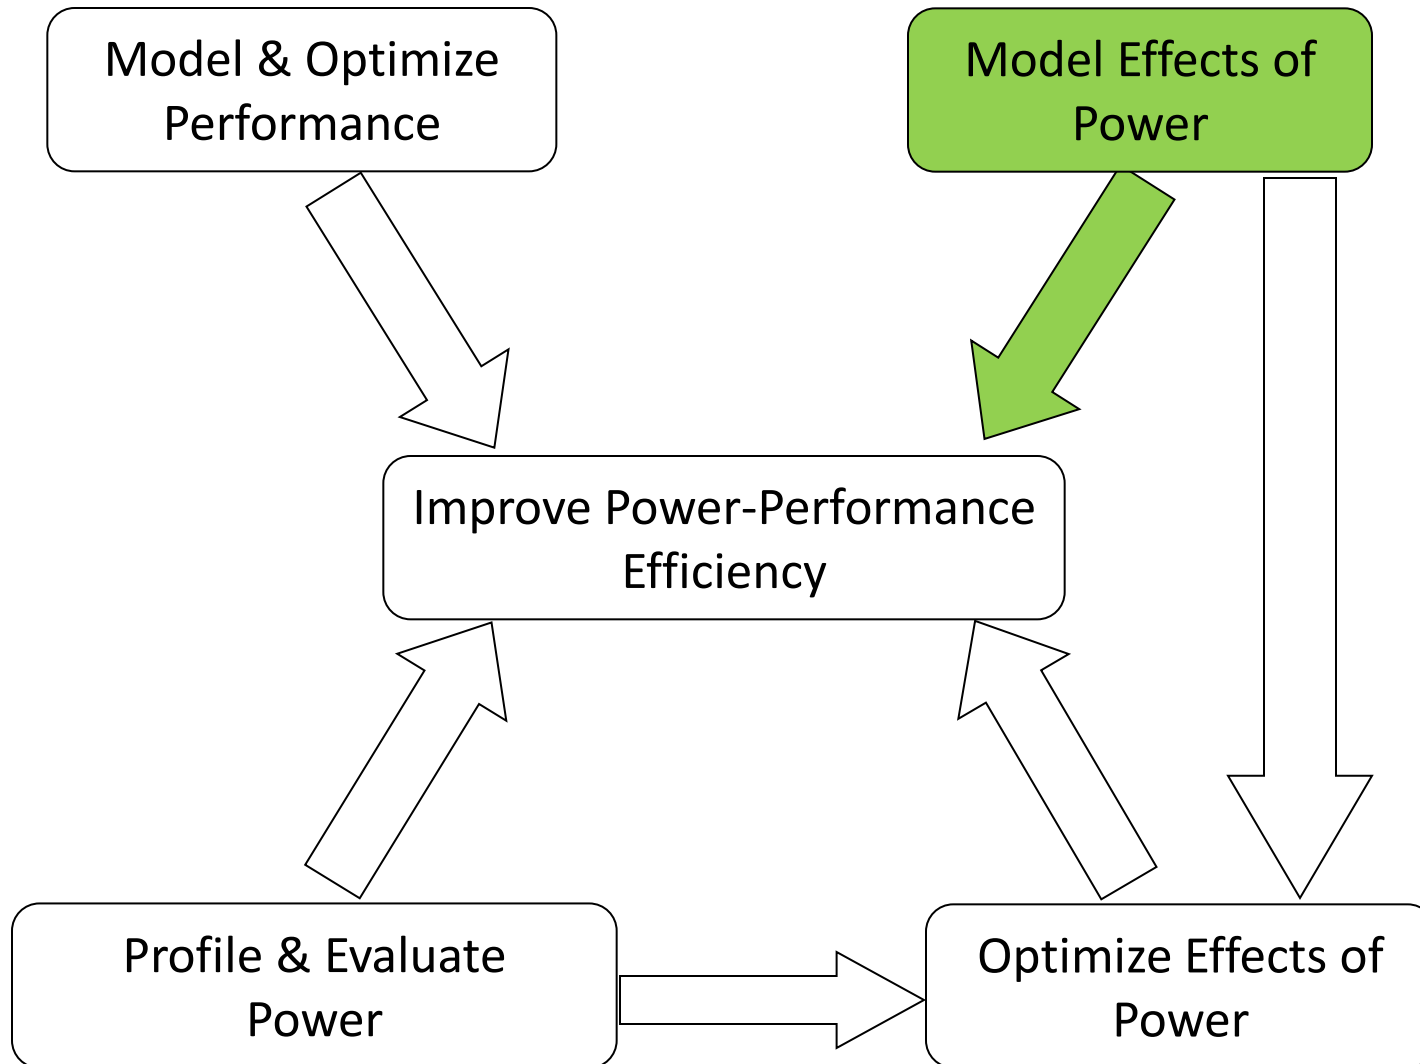 Model & Optimize
Performance
Model Effects of
Power
Improve Power-Performance
Efficiency
Profile & Evaluate
Power
Optimize Effects of
Power